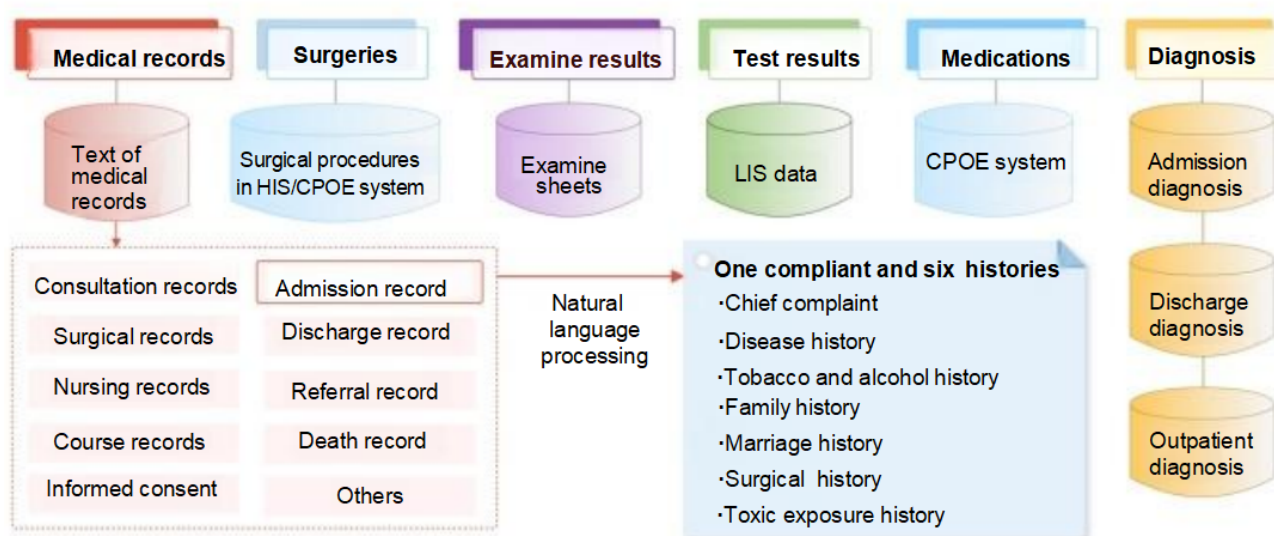 Medical records
Surgeries
Examine results
Test results
Medications
Diagnosis
Text of
medical
records
Surgical procedures
in HIS/CPOE system
Examine
sheets
LIS data
CPOE system
Admission
diagnosis
Discharge
diagnosis
Outpatient
diagnosis
Consultation records
Admission record
Surgical records
Discharge record
Nursing records
Referral record
Course records
Death record
Informed consent
Others
Natural
language
processing
One compliant and six histories
·Chief complaint
·Disease history
·Tobacco and alcohol history
·Family history
·Marriage history
·Surgical history
·Toxic exposure history